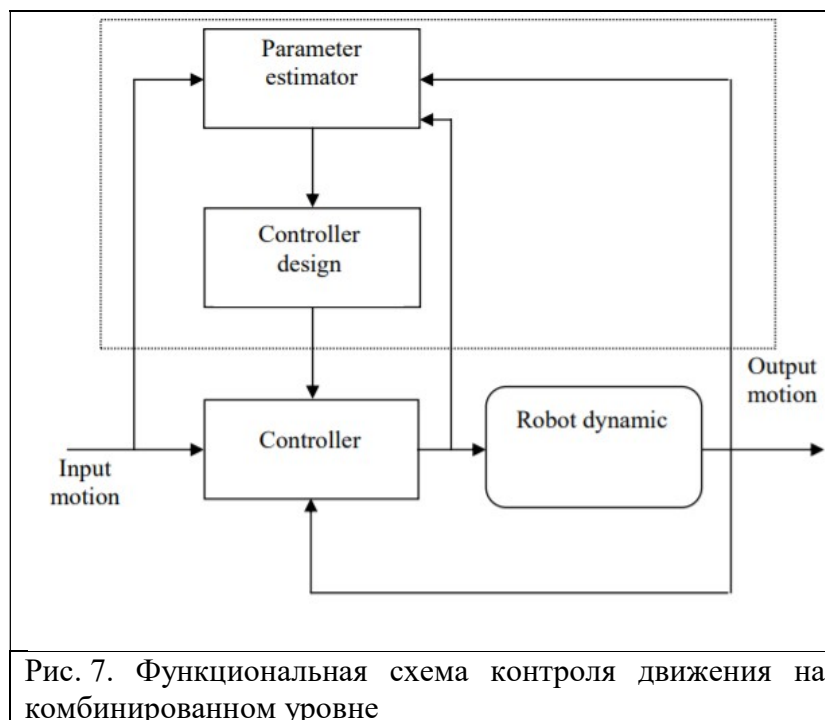 Parameter
estimator
Controller
design
Output
motion
Controller
Robot dynamic
Input
motion
Рис. 7. Функциональная схема контроля движения на
комбинированном уровне